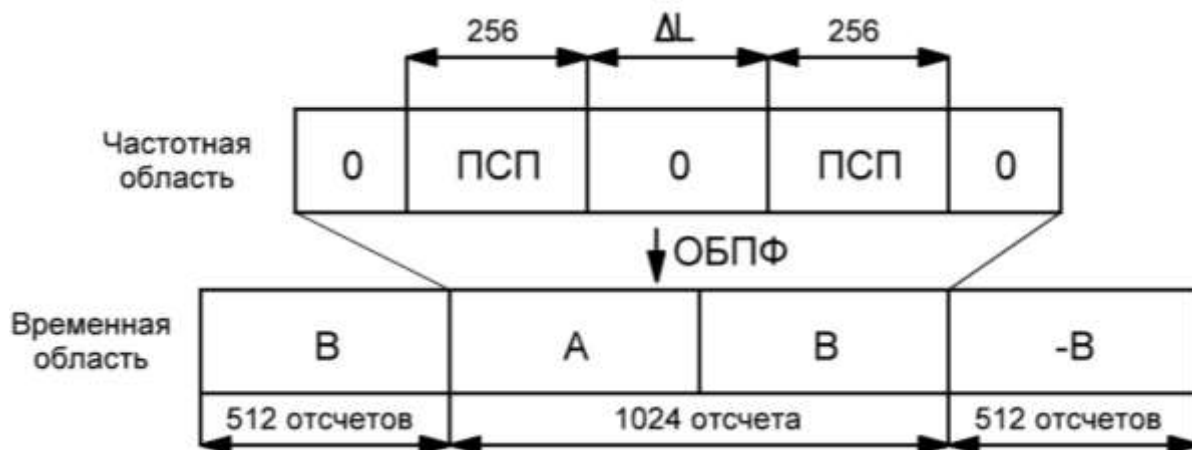 256 ΔL 256
Частотная
область
0 ПСП 0 ПСП 0
ОБПФ
Временная
область
B A B -B
512 отсчетов 1024 отсчета 512 отсчетов